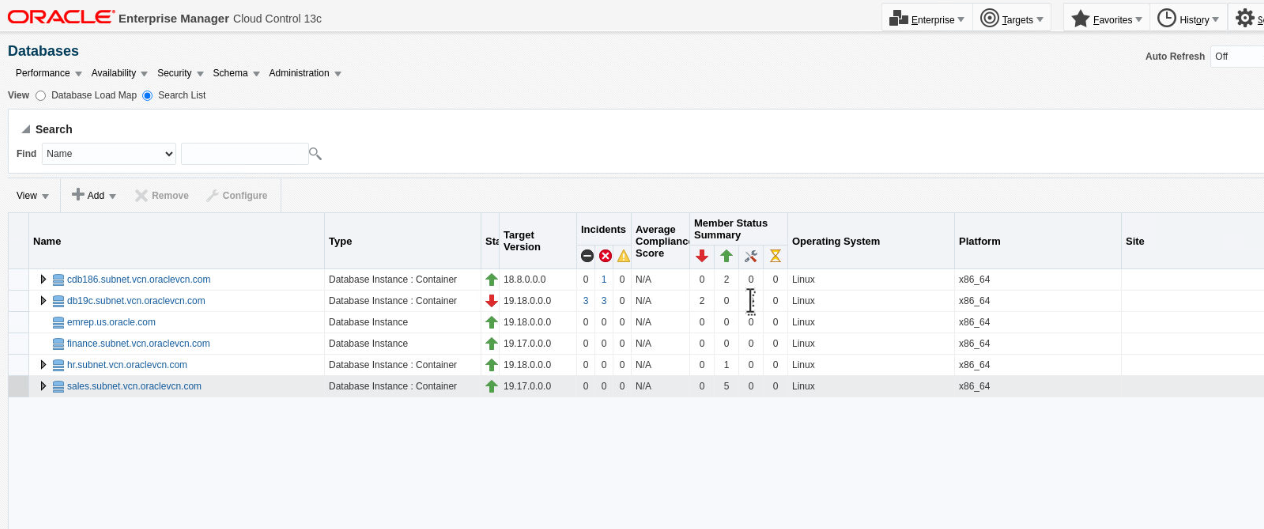 ORACLE® Enterprise Manager Cloud Control 13c
Enterprise Targets Favorites History
Databases
Auto Refresh Off
Performance Availability Security Schema Administration
View Database Load Map Search List
Search
Find Name
View Add Remove Configure
Name Type Target Version Incidents Average Compliance Score Member Status Summary Operating System Platform Site
cdb186.subnet.vcn.oraclevcn.com Database Instance : Container 18.8.0.0.0 0 1 0 N/A 0 2 0 0 Linux x86_64
db19c.subnet.vcn.oraclevcn.com Database Instance : Container 19.18.0.0.0 3 3 0 N/A 2 0 0 Linux x86_64
emrep.us.oracle.com Database Instance 19.18.0.0.0 0 0 0 N/A 0 0 0 0 Linux x86_64
finance.subnet.vcn.oraclevcn.com Database Instance 19.17.0.0.0 0 0 0 N/A 0 0 0 0 Linux x86_64
hr.subnet.vcn.oraclevcn.com Database Instance : Container 19.18.0.0.0 0 0 0 N/A 0 1 0 0 Linux x86_64
sales.subnet.vcn.oraclevcn.com Database Instance : Container 19.17.0.0.0 0 0 0 N/A 0 5 0 0 Linux x86_64